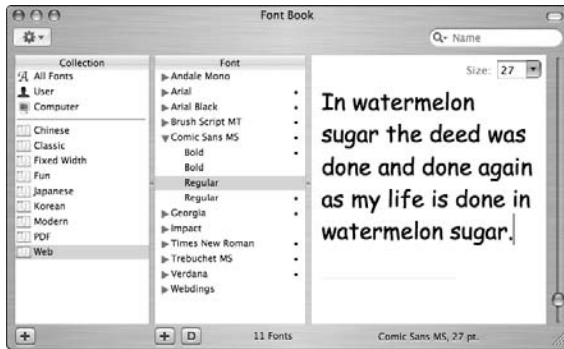 Font Book
Name
Collection
All Fonts
User
Computer
Chinese
Classic
Fixed Width
Fun
Japanese
Korean
Modern
PDF
Web
Font
Andale Mono
Arial
Arial Black
Brush Script MT
Comic Sans MS
Bold
Bold
Regular
Regular
Georgia
Impact
Times New Roman
Trebuchet MS
Verdana
Webdings
Size: 27
In watermelon
sugar the deed was
done and done again
as my life is done in
watermelon sugar.
+
+ D
11 Fonts
Comic Sans MS, 27 pt.